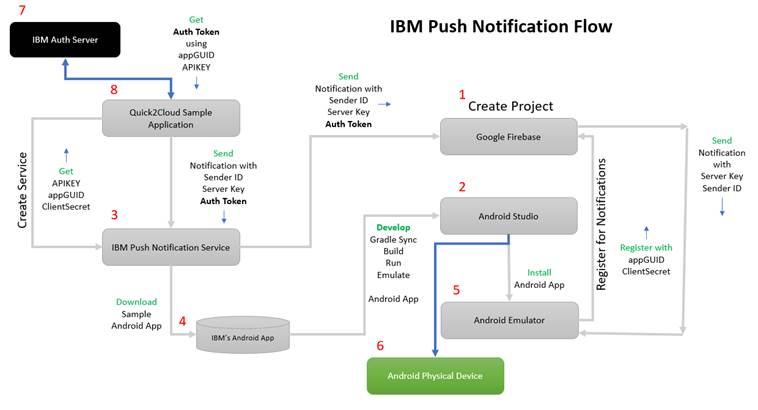 IBM Push Notification Flow
7
IBM Auth Server
Get
Auth Token
using
appGUID
APIKEY
8
Quick2Cloud Sample
Application
Send
Notification with
Sender ID
Server Key
Auth Token
1
Create Project
Google Firebase
Create Service
Get
APIKEY
appGUID
ClientSecret
Send
Notification with
Sender ID
Server Key
Auth Token
3
IBM Push Notification Service
Download
Sample
Android App
4
IBM's Android App
Develop
Gradle Sync
Build
Run
Emulate
Android App
2
Android Studio
Install
Android App
5
Android Emulator
6
Android Physical Device
Register for Notifications
Register with
appGUID
ClientSecret
Send
Notification
with
Server Key
Sender ID